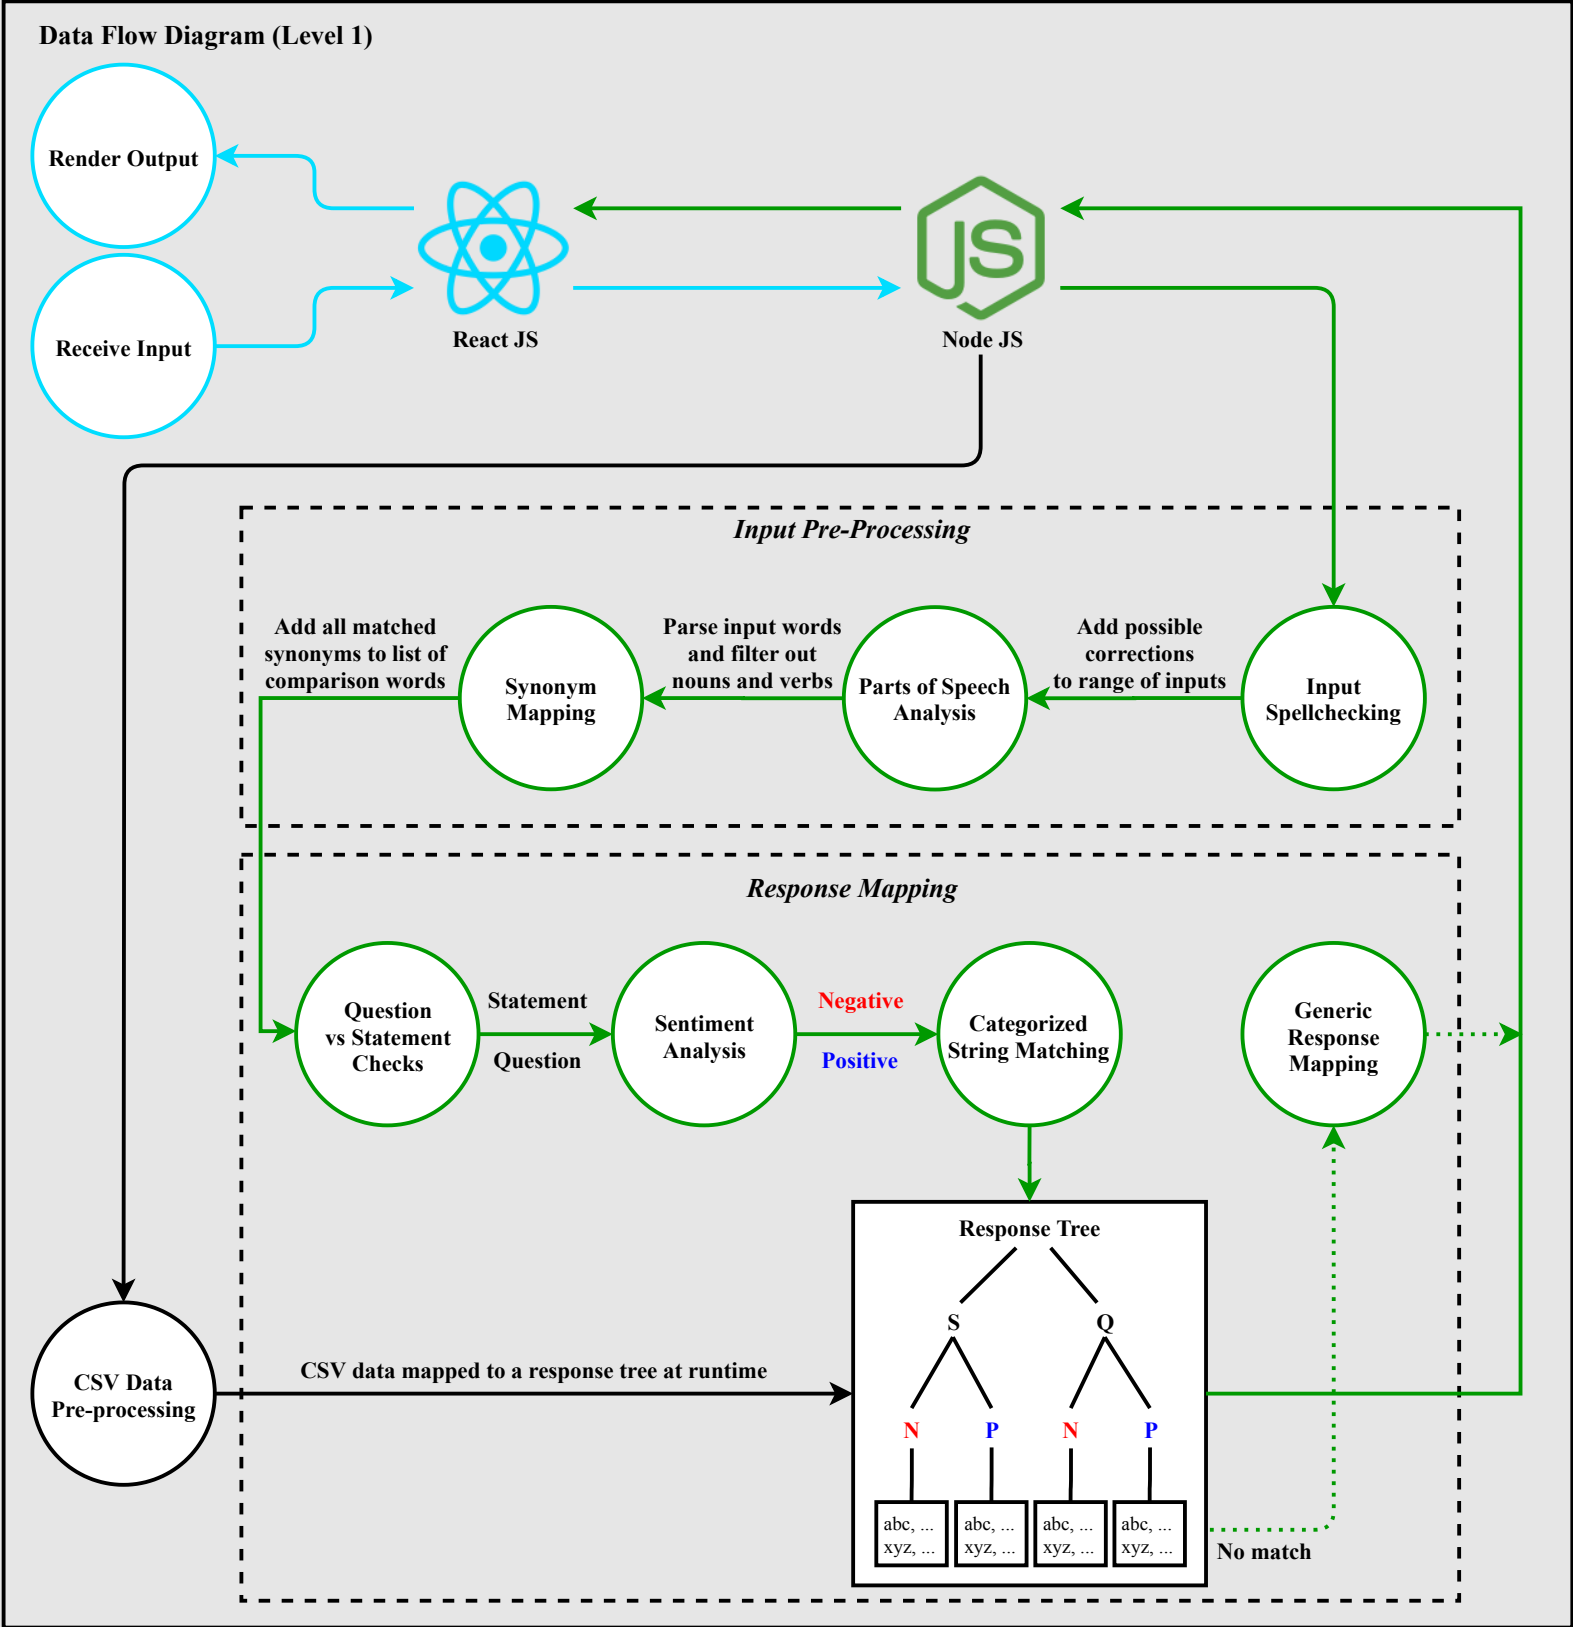 Data Flow Diagram (Level 1)
Render Output
Receive Input
React JS
JS
Node JS
Input Pre-Processing
Add all matched
synonyms to list of
comparison words
Synonym
Mapping
Parse input words
and filter out
nouns and verbs
Parts of Speech
Analysis
Add possible
corrections
to range of inputs
Input
Spellchecking
Response Mapping
Question
vs Statement
Checks
Statement
Question
Sentiment
Analysis
Negative
Positive
Categorized
String Matching
Generic
Response
Mapping
CSV Data
Pre-processing
CSV data mapped to a response tree at runtime
Response Tree
S
Q
N
P
N
P
abc, ...
xyz, ...
abc, ...
xyz, ...
abc, ...
xyz, ...
abc, ...
xyz, ...
No match